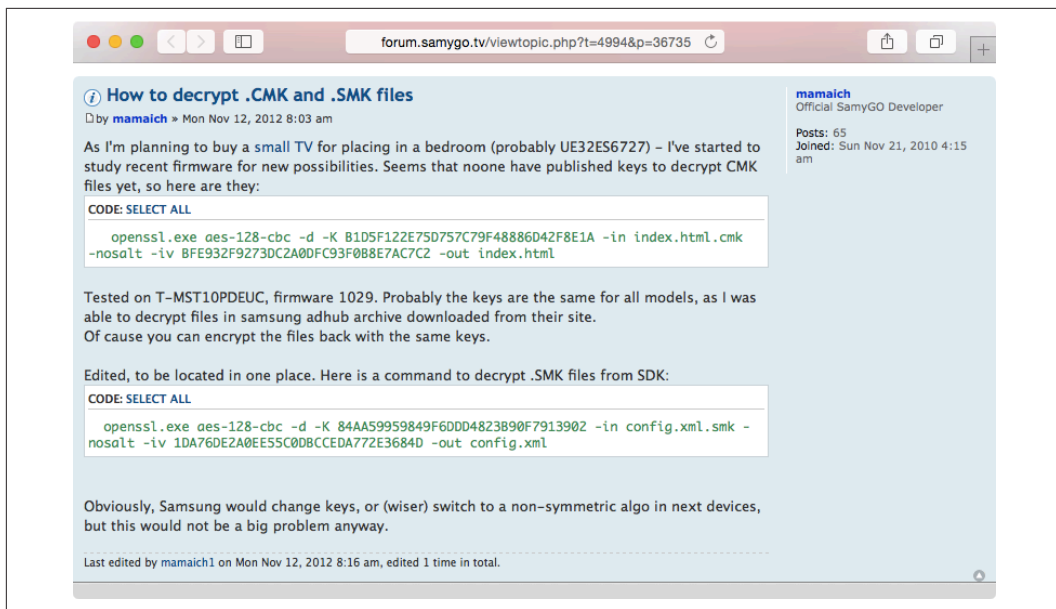 forum.samygo.tv/viewtopic.php?t=4994&p=36735
How to decrypt .CMK and .SMK files
by mamaich » Mon Nov 12, 2012 8:03 am
As I'm planning to buy a small TV for placing in a bedroom (probably UE32ES6727) – I've started to
study recent firmware for new possibilities. Seems that noone have published keys to decrypt CMK
files yet, so here are they:
CODE: SELECT ALL
openssl.exe aes-128-cbc -d -K B1D5F122E75D757C79F48886D42F8E1A -in index.html.cmk
-nosalt -iv BFE932F9273DC2A0DFC93F0B8E7AC7C2 -out index.html
Tested on T-MST10PDEUC, firmware 1029. Probably the keys are the same for all models, as I was
able to decrypt files in samsung adhub archive downloaded from their site.
Of cause you can encrypt the files back with the same keys.
Edited, to be located in one place. Here is a command to decrypt .SMK files from SDK:
CODE: SELECT ALL
openssl.exe aes-128-cbc -d -K 84AA59959849F6DDD4823B90F7913902 -in config.xml.smk -
nosalt -iv 1DA76DE2A0EE55C0DBCCEDA772E3684D -out config.xml
Obviously, Samsung would change keys, or (wiser) switch to a non-symmetric algo in next devices,
but this would not be a big problem anyway.
Last edited by mamaich1 on Mon Nov 12, 2012 8:16 am, edited 1 time in total.
mamaich
Official SamyGO Developer
Posts: 65
Joined: Sun Nov 21, 2010 4:15
am